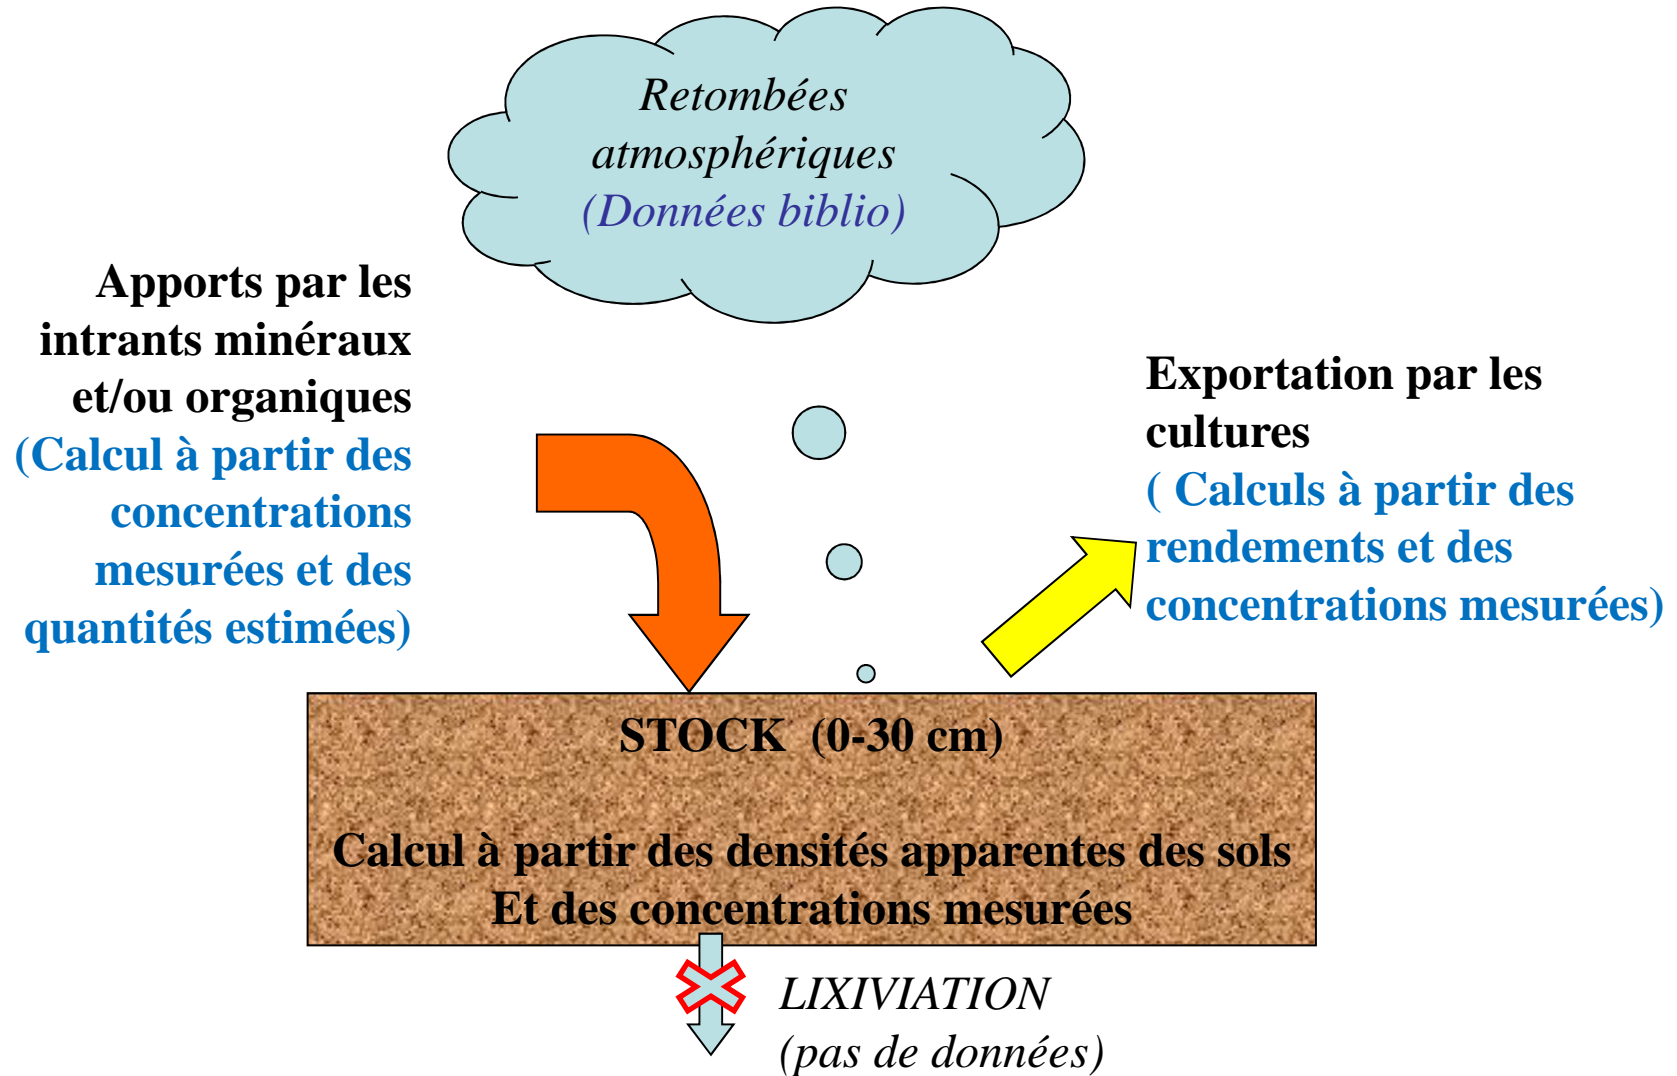 Retombées
atmosphériques
(Données biblio)
Apports par les
intrants minéraux
et/ou organiques
(Calcul à partir des
concentrations
mesurées et des
quantités estimées)
Exportation par les
cultures
( Calculs à partir des
rendements et des
concentrations mesurées)
STOCK (0-30 cm)
Calcul à partir des densités apparentes des sols
Et des concentrations mesurées
LIXIVIATION
(pas de données)